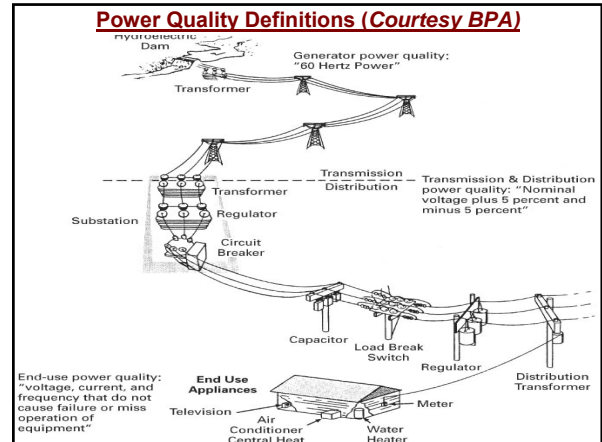 Power Quality Definitions (Courtesy BPA)
Hydroelectric
Dam
Generator power quality:
"60 Hertz Power"
Transformer
Transmission
Distribution
Transmission & Distribution
power quality: "Nominal
voltage plus 5 percent and
minus 5 percent"
Transformer
Substation
Regulator
Circuit
Breaker
Capacitor
Load Break
Switch
Regulator
Distribution
Transformer
End-use power quality:
"voltage, current, and
frequency that do not
cause failure or miss
operation of
equipment"
End Use
Appliances
Television
Air
Conditioner
Central Heat
Meter
Water
Heater